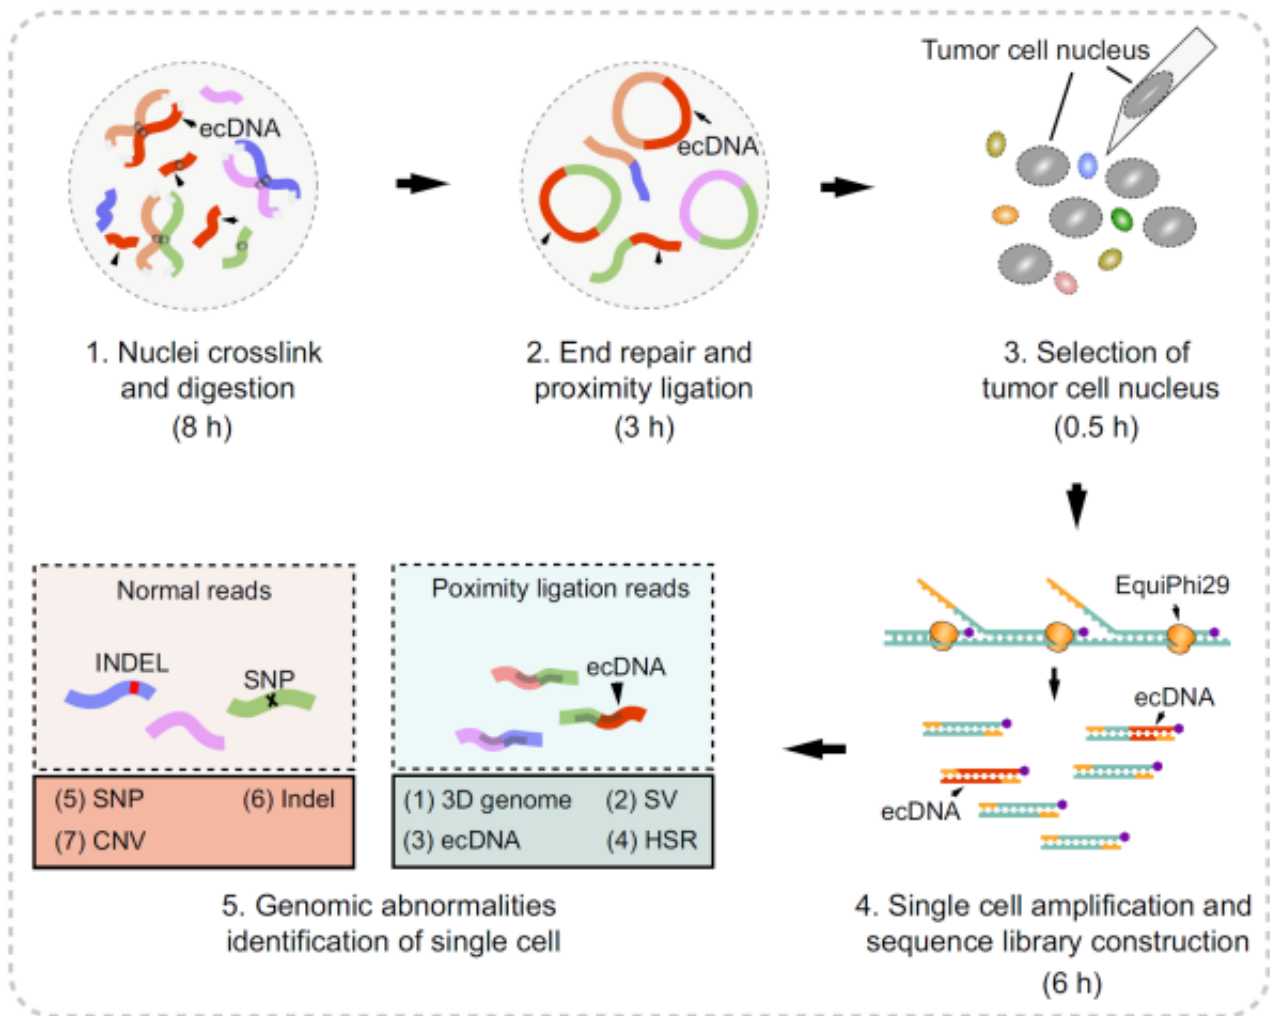 ecDNA
1. Nuclei crosslink
and digestion
(8 h)
ecDNA
2. End repair and
proximity ligation
(3 h)
Tumor cell nucleus
3. Selection of
tumor cell nucleus
(0.5 h)
EquiPhi29
ecDNA
ecDNA
4. Single cell amplification and
sequence library construction
(6 h)
Normal reads
INDEL
SNP
(5) SNP (6) Indel
(7) CNV
Poximity ligation reads
ecDNA
(1) 3D genome (2) SV
(3) ecDNA (4) HSR
5. Genomic abnormalities
identification of single cell